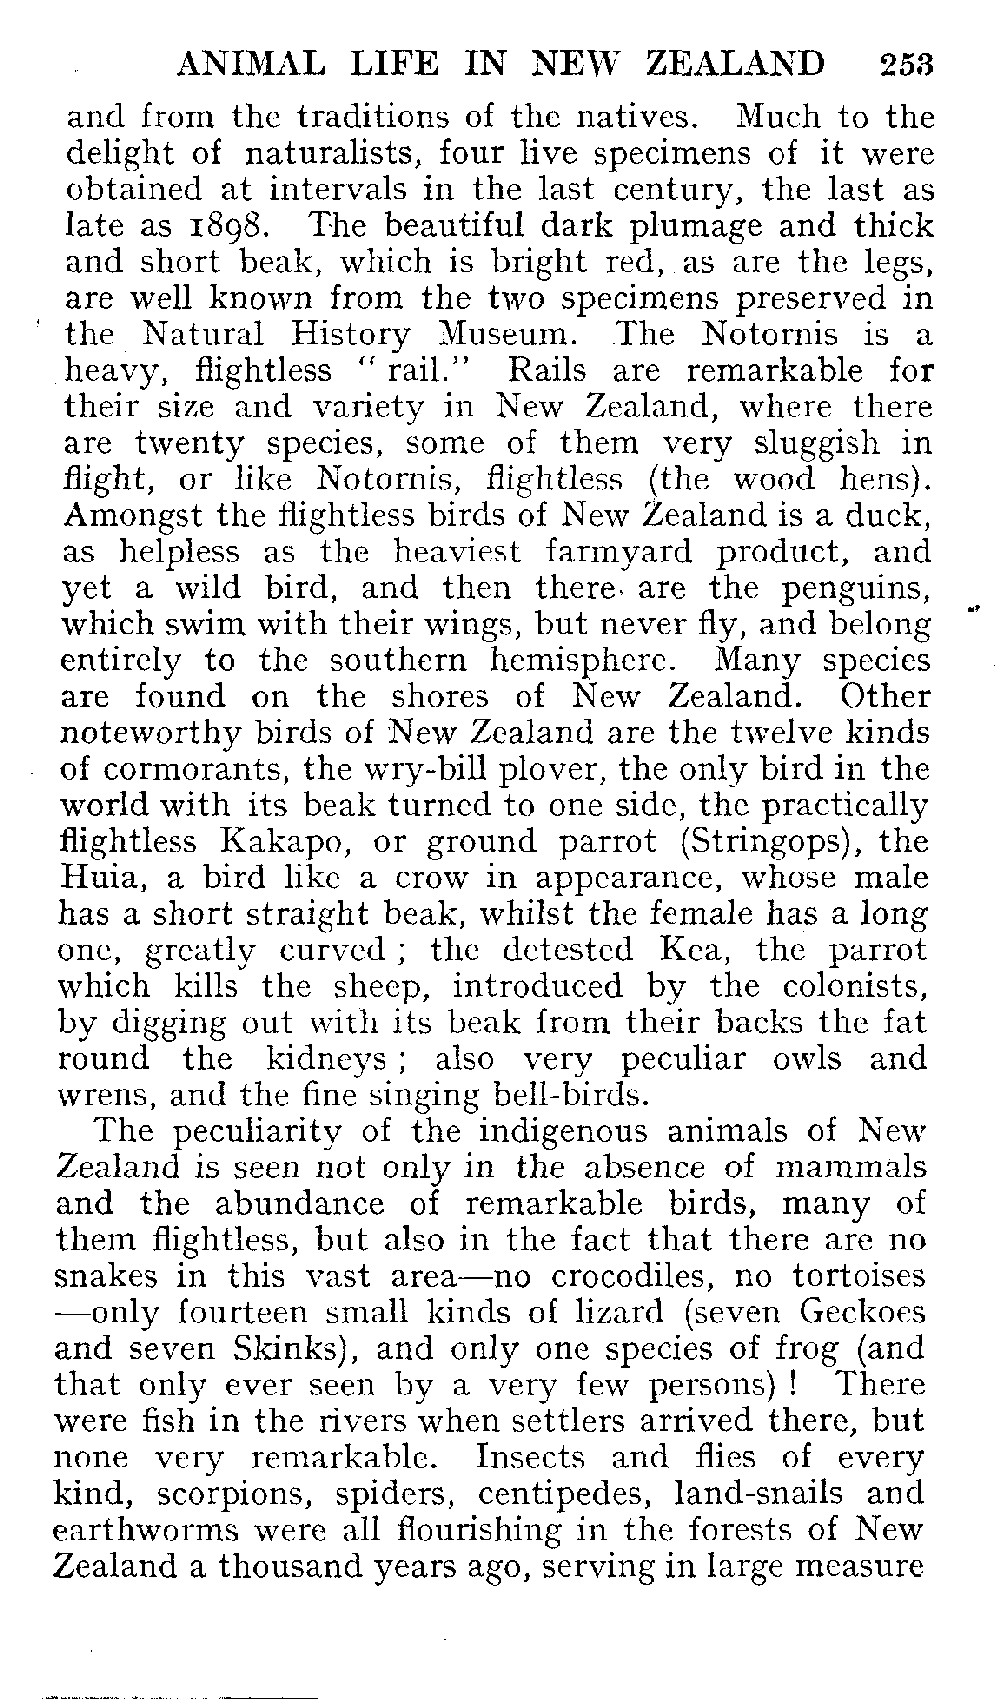 ANIMAL LIFE IN NEW ZEALAND 253
and from the traditions of the natives. Much to the
delight of naturalists, four live specimens of it were
obtained at intervals in the last century, the last as
late as 1898. The beautiful dark plumage and thick
and short beak, which is bright red, as are the legs,
are well known from the two specimens preserved in
the Natural History Museum. The Notornis is a
heavy, flightless “ rail.” Rails are remarkable for
their size and variety in New Zealand, where there
are twenty species, some of them very sluggish in
flight, or like Notornis, flightless (the wood hens).
Amongst the flightless birds of New Zealand is a duck,
as helpless as the heaviest farmyard product, and
yet a wild bird, and then there are the penguins,
which swim with their wings, but never fly, and belong
entirely to the southern hemisphere. Many species
are found on the shores of New Zealand. Other
noteworthy birds of New Zealand are the twelve kinds
of cormorants, the wry-bill plover, the only bird in the
world with its beak turned to one side, the practically
flightless Kakapo, or ground parrot (Stringops), the
Huia, a bird like a crow in appearance, whose male
has a short straight beak, whilst the female has a long
one, greatly curved ; the detested Kea, the parrot
which kills the sheep, introduced by the colonists,
by digging out with its beak from their backs the fat
round the kidneys ; also very peculiar owls and
wrens, and the fine singing bell-birds.
The peculiarity of the indigenous animals of New
Zealand is seen not only in the absence of mammals
and the abundance of remarkable birds, many of
them flightless, but also in the fact that there are no
snakes in this vast area—no crocodiles, no tortoises
—only fourteen small kinds of lizard (seven Geckoes
and seven Skinks), and only one species of frog (and
that only ever seen by a very few persons) ! There
were fish in the rivers when settlers arrived there, but
none very remarkable. Insects and flies of every
kind, scorpions, spiders, centipedes, land-snails and
earthworms were all flourishing in the forests of New
Zealand a thousand years ago, serving in large measure